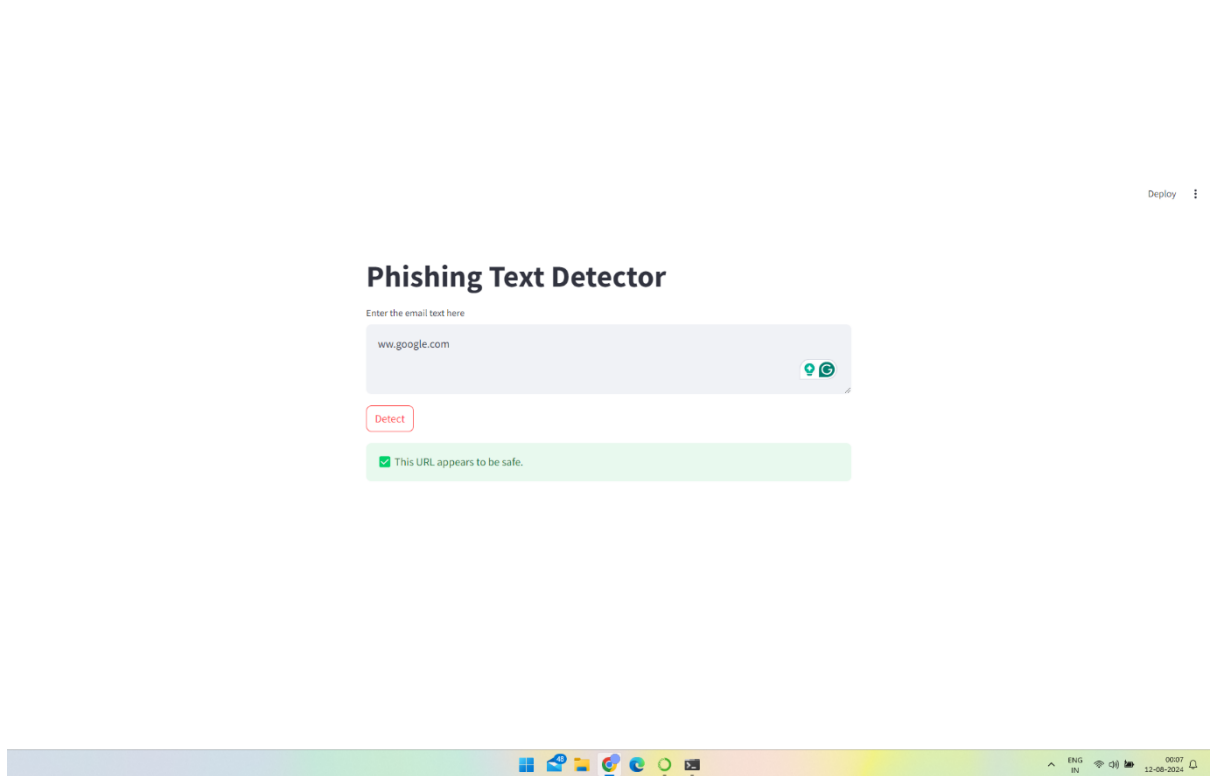 Deploy
Phishing Text Detector
Enter the email text here
ww.google.com
Detect
This URL appears to be safe.
48
ENG
IN
00:07
12-08-2024